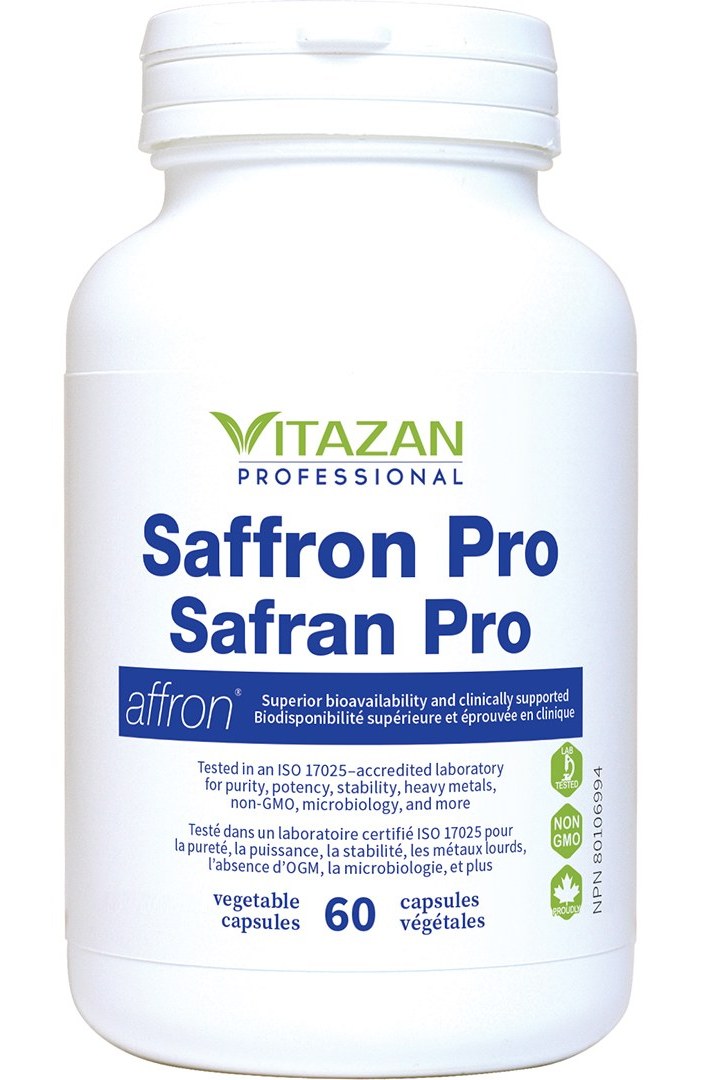 VITAZAN
PROFESSIONAL
Saffron Pro
Safran Pro
affron®
Superior bioavailability and clinically supported
Biodisponibilité supérieure et éprouvée en clinique
Tested in an ISO 17025–accredited laboratory
for purity, potency, stability, heavy metals,
non-GMO, microbiology, and more
Testé dans un laboratoire certifié ISO 17025 pour
la pureté, la puissance, la stabilité, les métaux lourds,
l’absence d’OGM, la microbiologie, et plus
vegetable
capsules
60
capsules
végétales
LAB
TESTED
NON
GMO
PROUDLY
NPN 80106994